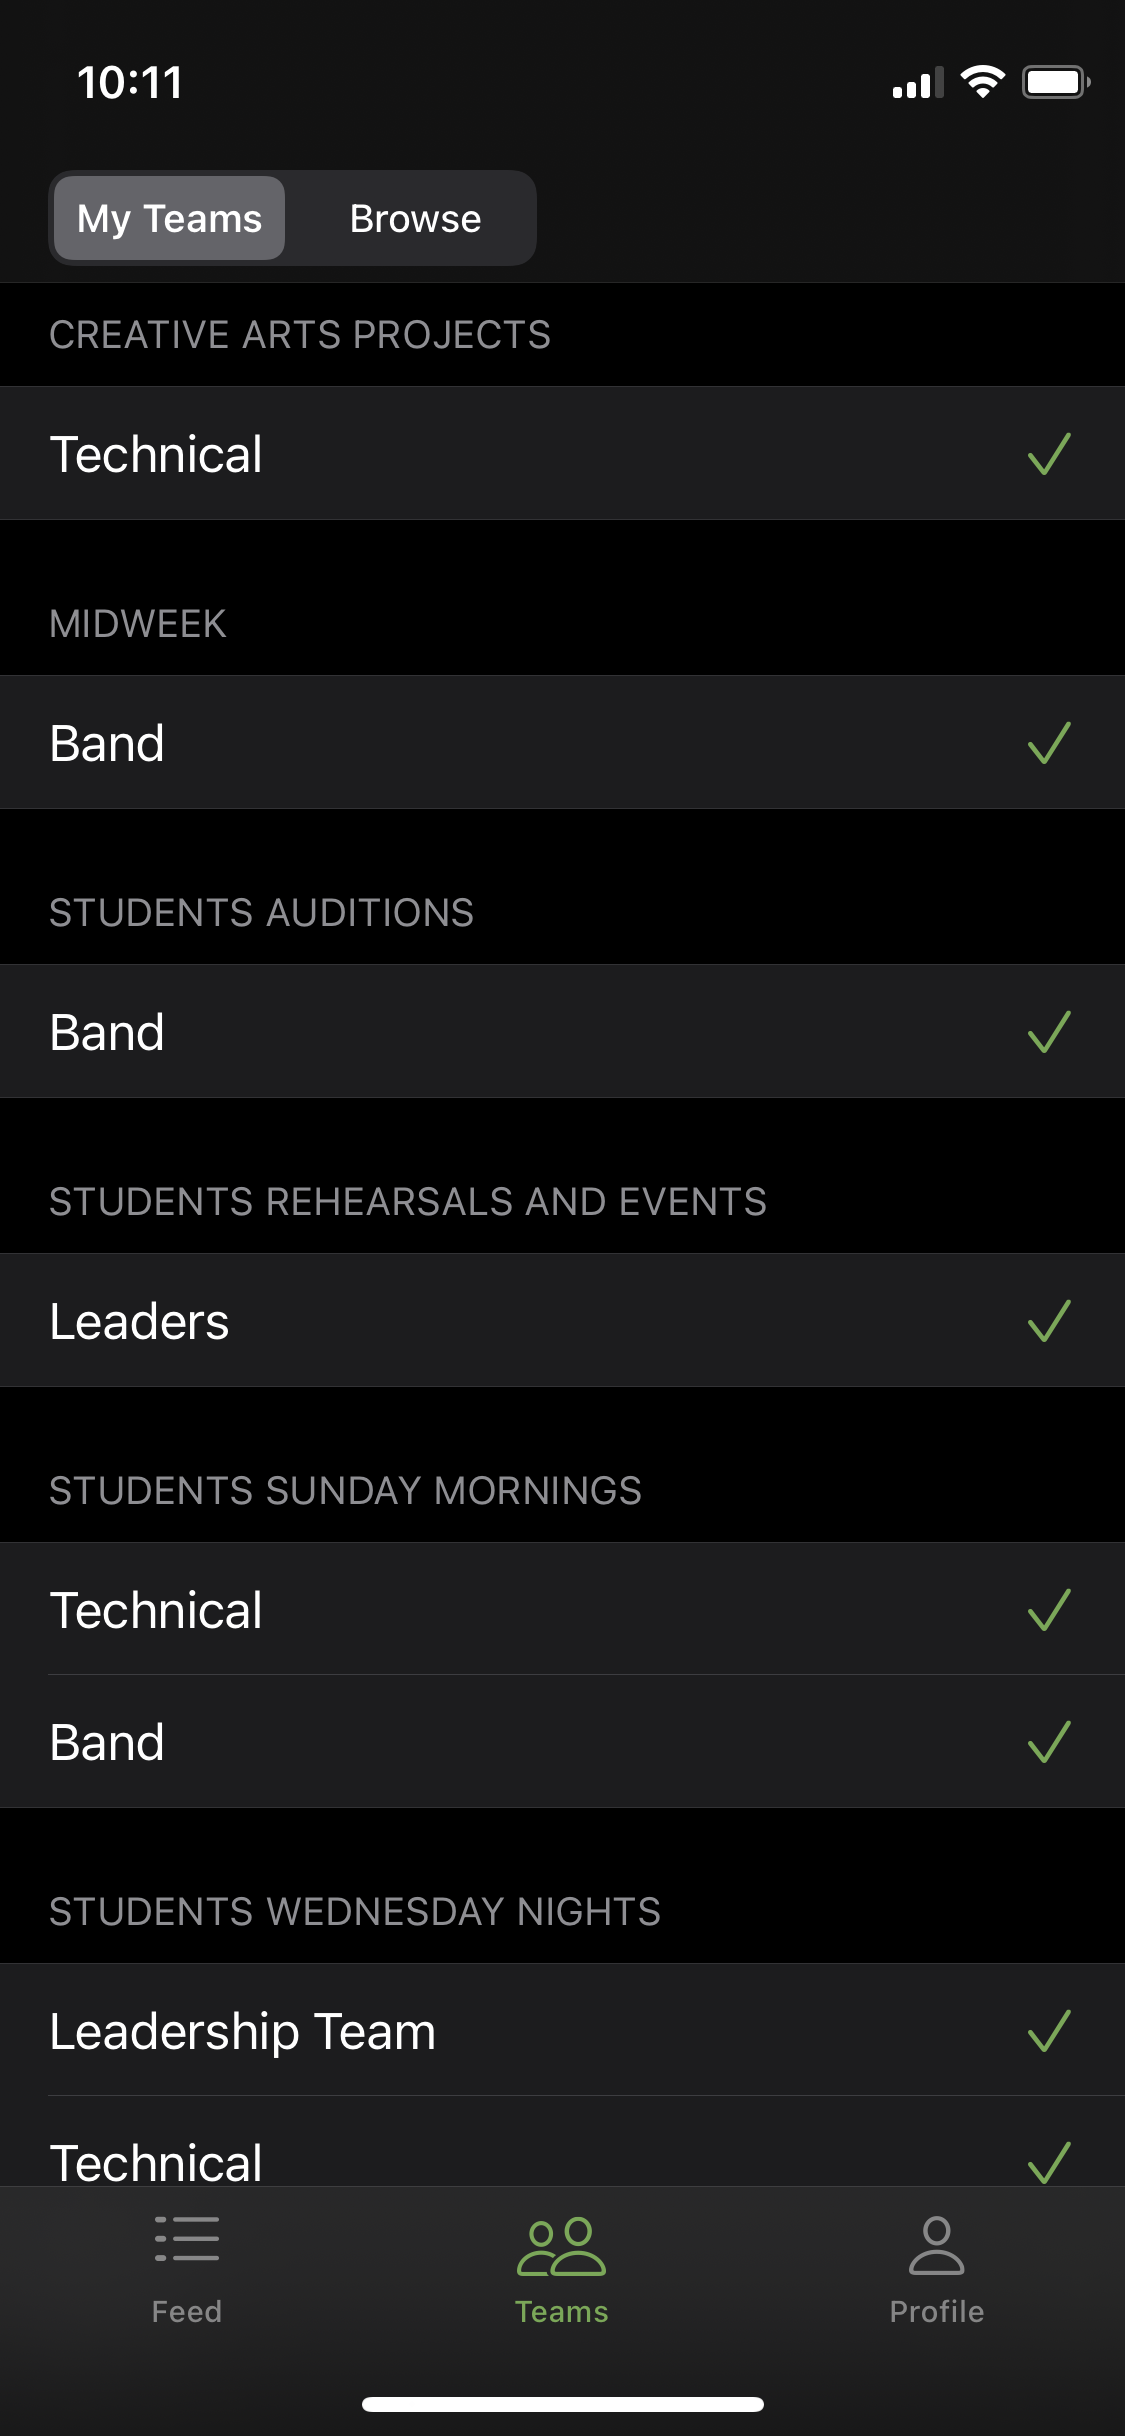 10:11
My Teams Browse
CREATIVE ARTS PROJECTS
Technical
MIDWEEK
Band
STUDENTS AUDITIONS
Band
STUDENTS REHEARSALS AND EVENTS
Leaders
STUDENTS SUNDAY MORNINGS
Technical
Band
STUDENTS WEDNESDAY NIGHTS
Leadership Team
Technical
Feed Teams Profile